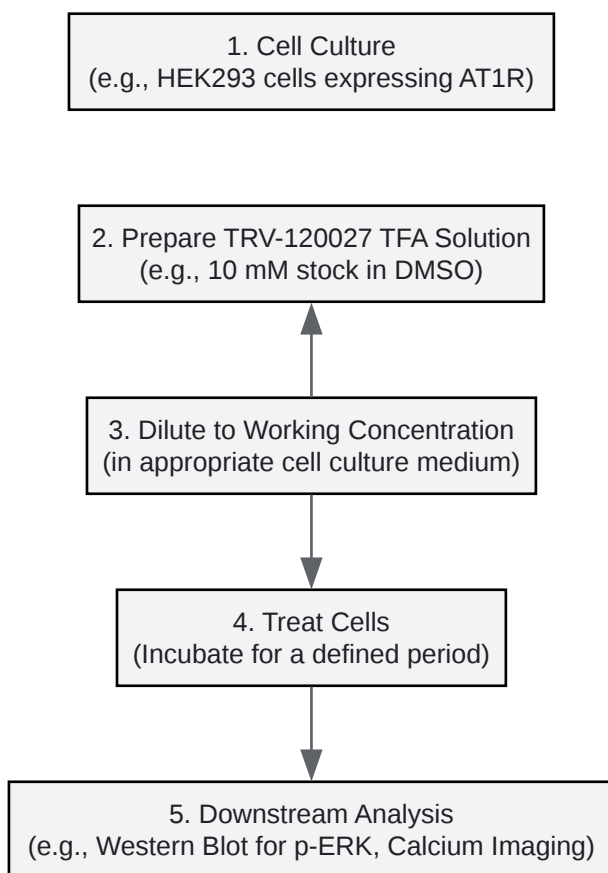 1. Cell Culture
(e.g., HEK293 cells expressing AT1R)
2. Prepare TRV-120027 TFA Solution
(e.g., 10 mM stock in DMSO)
3. Dilute to Working Concentration
(in appropriate cell culture medium)
4. Treat Cells
(Incubate for a defined period)
5. Downstream Analysis
(e.g., Western Blot for p-ERK, Calcium Imaging)